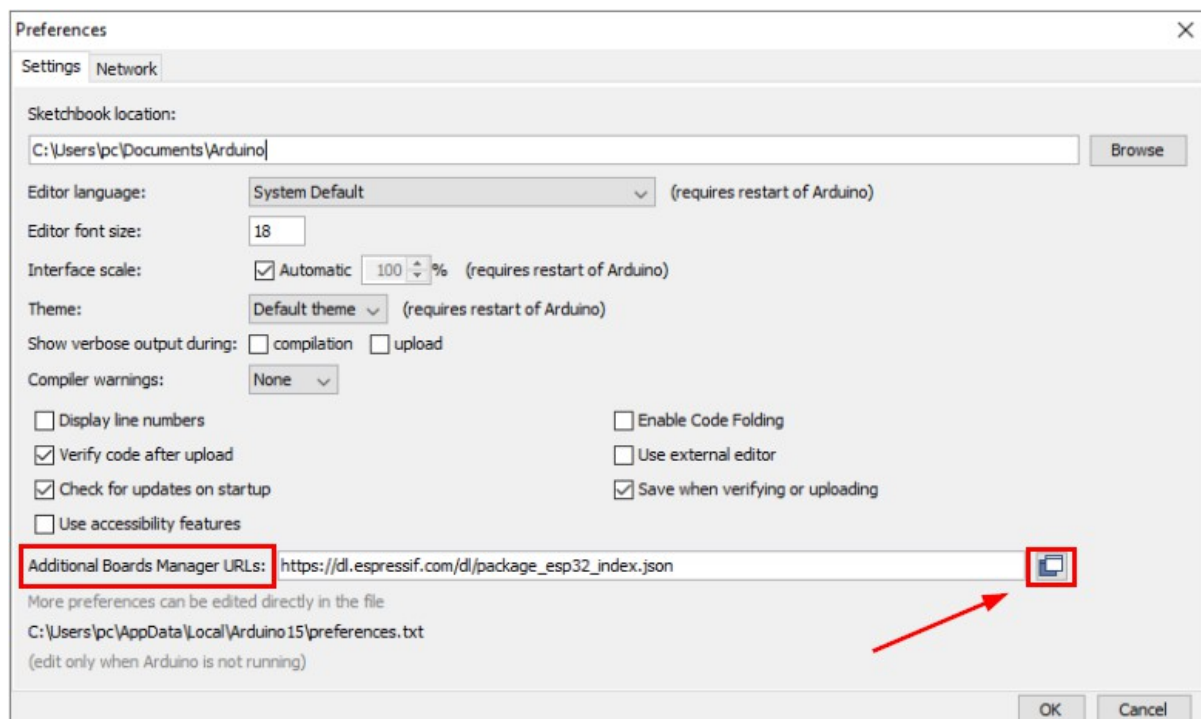 Preferences
Settings Network
Sketchbook location:
C:\Users\pc\Documents\Arduino Browse
Editor language: System Default (requires restart of Arduino)
Editor font size: 18
Interface scale: Automatic 100 % (requires restart of Arduino)
Theme: Default theme (requires restart of Arduino)
Show verbose output during: compilation upload
Compiler warnings: None
Display line numbers Enable Code Folding
Verify code after upload Use external editor
Check for updates on startup Save when verifying or uploading
Use accessibility features
Additional Boards Manager URLs: https://dl.espressif.com/dl/package_esp32_index.json
More preferences can be edited directly in the file
C:\Users\pc\AppData\Local\Arduino15\preferences.txt
(edit only when Arduino is not running)
OK Cancel